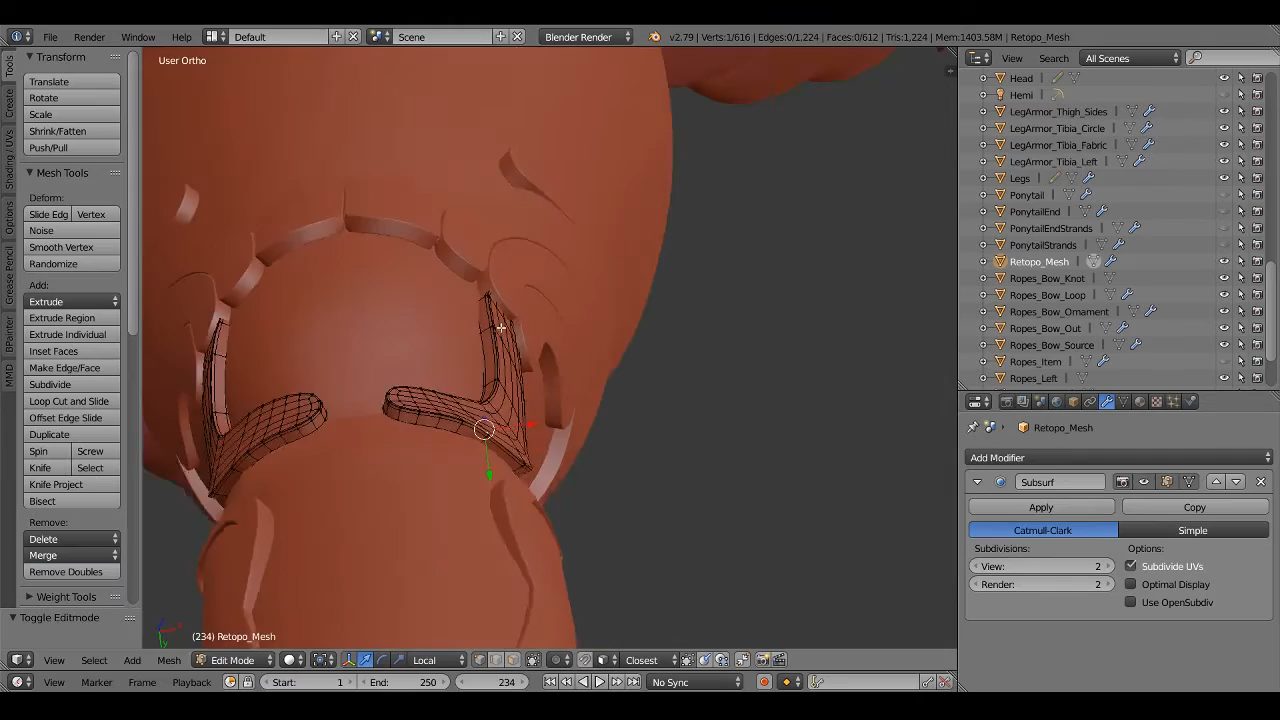 File Render Window Help Default Scene Blender Render v2.79 | Verts:1/616 | Edges:0/1,224 | Faces:0/612 | Tris:1,224 | Mem:1403.58M | Retopo_Mesh
Tools
Create
Shading / UVs
Options
Grease Pencil
BPainter
MMD
Transform
Translate
Rotate
Scale
Shrink/Fatten
Push/Pull
Mesh Tools
Deform:
Slide Edg Vertex
Noise
Smooth Vertex
Randomize
Add:
Extrude
Extrude Region
Extrude Individual
Inset Faces
Make Edge/Face
Subdivide
Loop Cut and Slide
Offset Edge Slide
Duplicate
Spin Screw
Knife Select
Knife Project
Bisect
Remove:
Delete
Merge
Remove Doubles
Weight Tools
Toggle Editmode
User Ortho
(234) Retopo_Mesh
View Select Add Mesh Edit Mode Local Closest
View Marker Frame Playback Start: 1 End: 250 234 No Sync
View Search All Scenes
Head
Hemi
LegArmor_Thigh_Sides
LegArmor_Tibia_Circle
LegArmor_Tibia_Fabric
LegArmor_Tibia_Left
Legs
Ponytail
PonytailEnd
PonytailEndStrands
PonytailStrands
Retopo_Mesh
Ropes_Bow_Knot
Ropes_Bow_Loop
Ropes_Bow_Ornament
Ropes_Bow_Out
Ropes_Bow_Source
Ropes_Item
Ropes_Left
Retopo_Mesh
Add Modifier
Subsurf
Apply Copy
Catmull-Clark Simple
Subdivisions: Options:
View: 2 Subdivide UVs
Render: 2 Optimal Display
Use OpenSubdiv